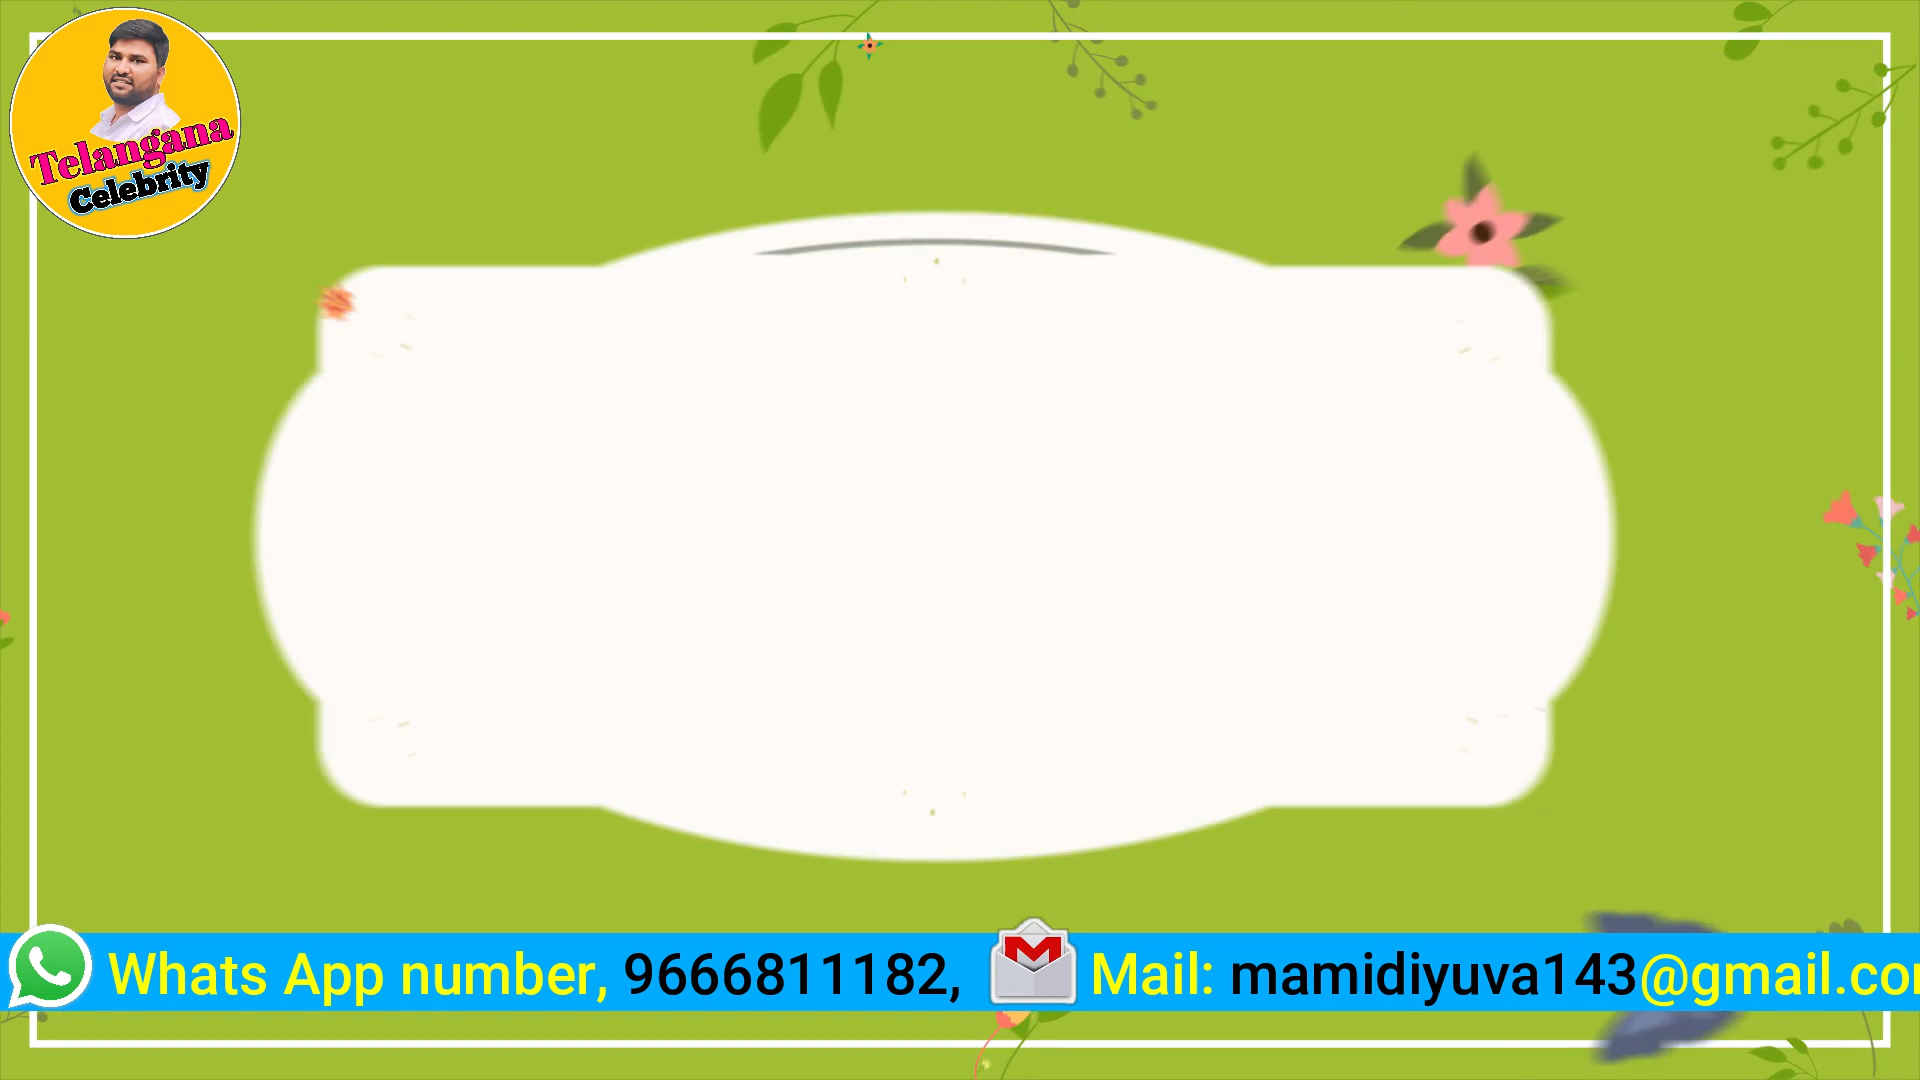 Telangana
Celebrity
Whats App number, 9666811182, Mail: mamidiyuva143@gmail.co